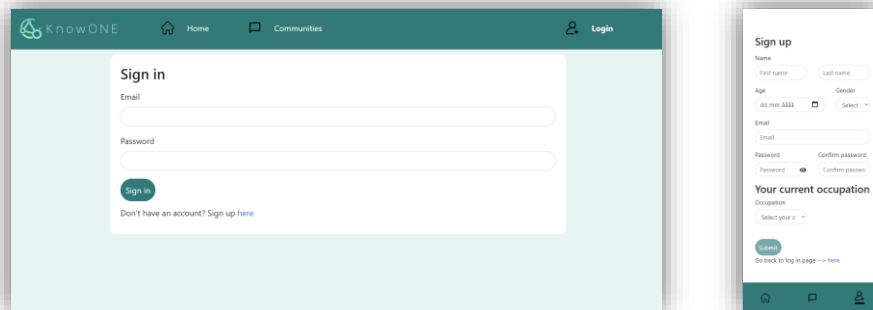 KnowONE Home Communities Login
Sign in
Email
Password
Sign in
Don't have an account? Sign up here
Sign up
Name
First name Last name
Age Gender
dd.mm.åååå Select
Email
Email
Password Confirm password
Password Confirm passwo
Your current occupation
Occupation
Select your o
Submit
Go back to log in page --> here